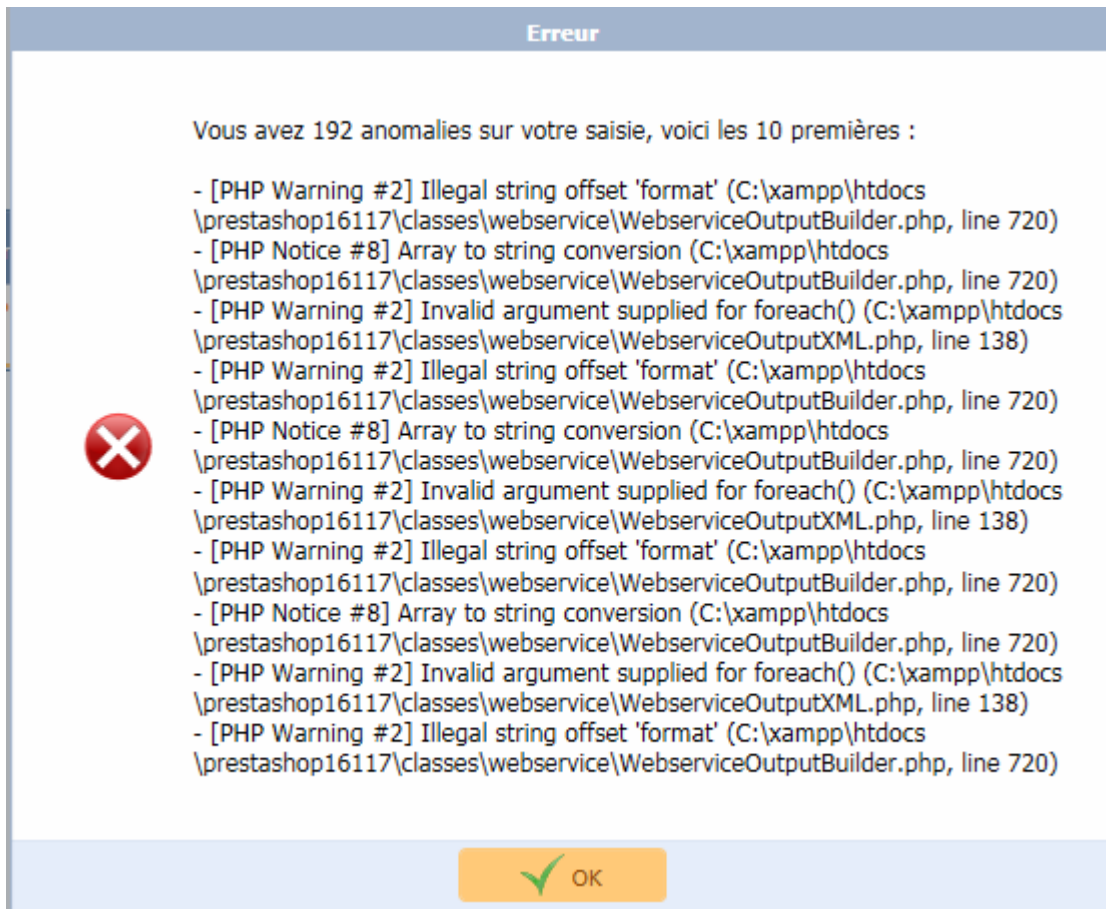 Erreur
Vous avez 192 anomalies sur votre saisie, voici les 10 premières :
- [PHP Warning #2] Illegal string offset 'format' (C:\xampp\htdocs
\prestashop16117\classes\webservice\WebserviceOutputBuilder.php, line 720)
- [PHP Notice #8] Array to string conversion (C:\xampp\htdocs
\prestashop16117\classes\webservice\WebserviceOutputBuilder.php, line 720)
- [PHP Warning #2] Invalid argument supplied for foreach() (C:\xampp\htdocs
\prestashop16117\classes\webservice\WebserviceOutputXML.php, line 138)
- [PHP Warning #2] Illegal string offset 'format' (C:\xampp\htdocs
\prestashop16117\classes\webservice\WebserviceOutputBuilder.php, line 720)
- [PHP Notice #8] Array to string conversion (C:\xampp\htdocs
\prestashop16117\classes\webservice\WebserviceOutputBuilder.php, line 720)
- [PHP Warning #2] Invalid argument supplied for foreach() (C:\xampp\htdocs
\prestashop16117\classes\webservice\WebserviceOutputXML.php, line 138)
- [PHP Warning #2] Illegal string offset 'format' (C:\xampp\htdocs
\prestashop16117\classes\webservice\WebserviceOutputBuilder.php, line 720)
- [PHP Notice #8] Array to string conversion (C:\xampp\htdocs
\prestashop16117\classes\webservice\WebserviceOutputBuilder.php, line 720)
- [PHP Warning #2] Invalid argument supplied for foreach() (C:\xampp\htdocs
\prestashop16117\classes\webservice\WebserviceOutputXML.php, line 138)
- [PHP Warning #2] Illegal string offset 'format' (C:\xampp\htdocs
\prestashop16117\classes\webservice\WebserviceOutputBuilder.php, line 720)
OK